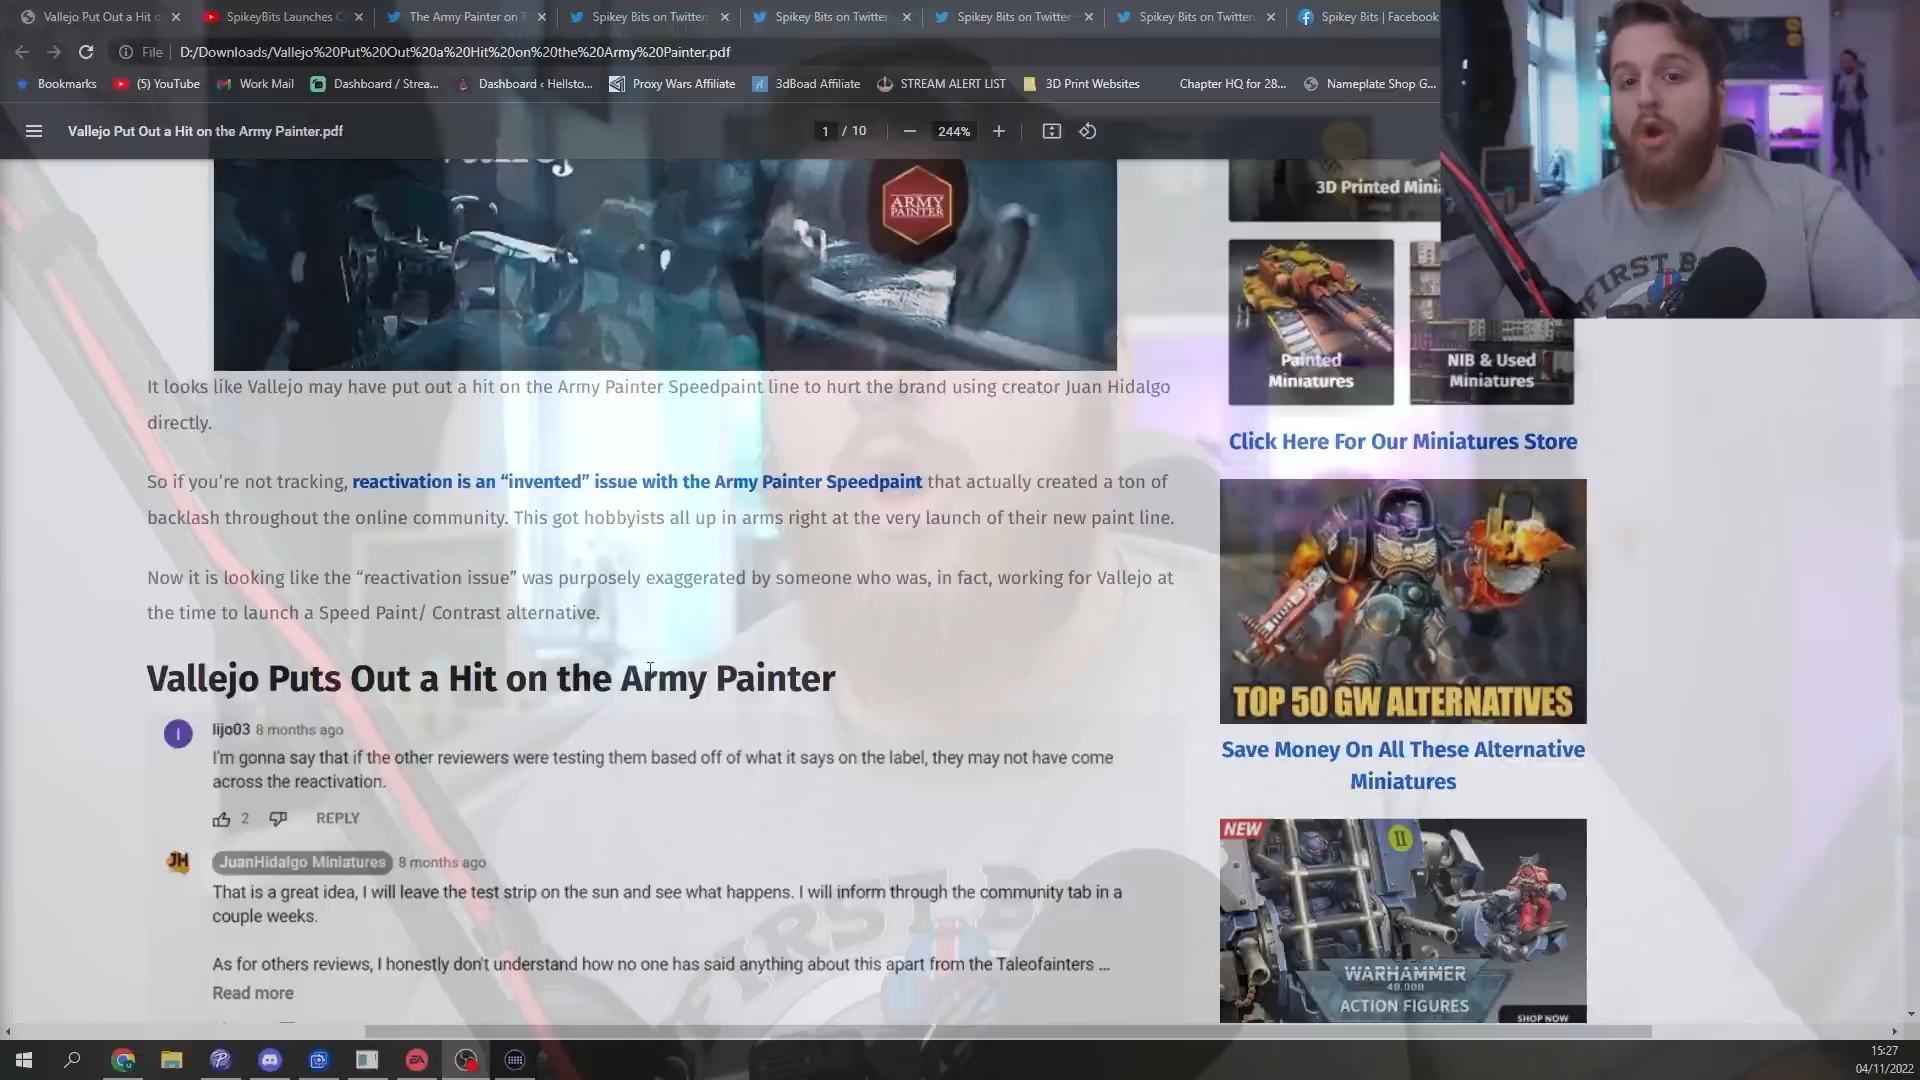 Vallejo Put Out a Hit o
SpikeyBits Launches C
The Army Painter on T
Spikey Bits on Twitter:
Spikey Bits on Twitter:
Spikey Bits on Twitter:
Spikey Bits on Twitter:
Spikey Bits | Facebook
File
D:/Downloads/Vallejo%20Put%20Out%20a%20Hit%20on%20the%20Army%20Painter.pdf
Bookmarks
(5) YouTube
Work Mail
Dashboard / Strea...
Dashboard ‹ Hellsto...
Proxy Wars Affiliate
3dBoad Affiliate
STREAM ALERT LIST
3D Print Websites
Chapter HQ for 28...
Nameplate Shop G...
Vallejo Put Out a Hit on the Army Painter.pdf
1 / 10
244%
ARMY
PAINTER
It looks like Vallejo may have put out a hit on the Army Painter Speedpaint line to hurt the brand using creator Juan Hidalgo
directly.
So if you’re not tracking, reactivation is an “invented” issue with the Army Painter Speedpaint that actually created a ton of
backlash throughout the online community. This got hobbyists all up in arms right at the very launch of their new paint line.
Now it is looking like the “reactivation issue” was purposely exaggerated by someone who was, in fact, working for Vallejo at
the time to launch a Speed Paint/ Contrast alternative.
Vallejo Puts Out a Hit on the Army Painter
lijo03 8 months ago
I'm gonna say that if the other reviewers were testing them based off of what it says on the label, they may not have come
across the reactivation.
2
REPLY
JH
JuanHidalgo Miniatures 8 months ago
That is a great idea, I will leave the test strip on the sun and see what happens. I will inform through the community tab in a
couple weeks.
As for others reviews, I honestly don't understand how no one has said anything about this apart from the Taleofainters ...
Read more
3D Printed Mini
Painted
Miniatures
NIB & Used
Miniatures
Click Here For Our Miniatures Store
TOP 50 GW ALTERNATIVES
Save Money On All These Alternative
Miniatures
NEW
II
WARHAMMER
40,000
ACTION FIGURES
SHOP NOW
FIRST B
FIRST B
EA
15:27
04/11/2022